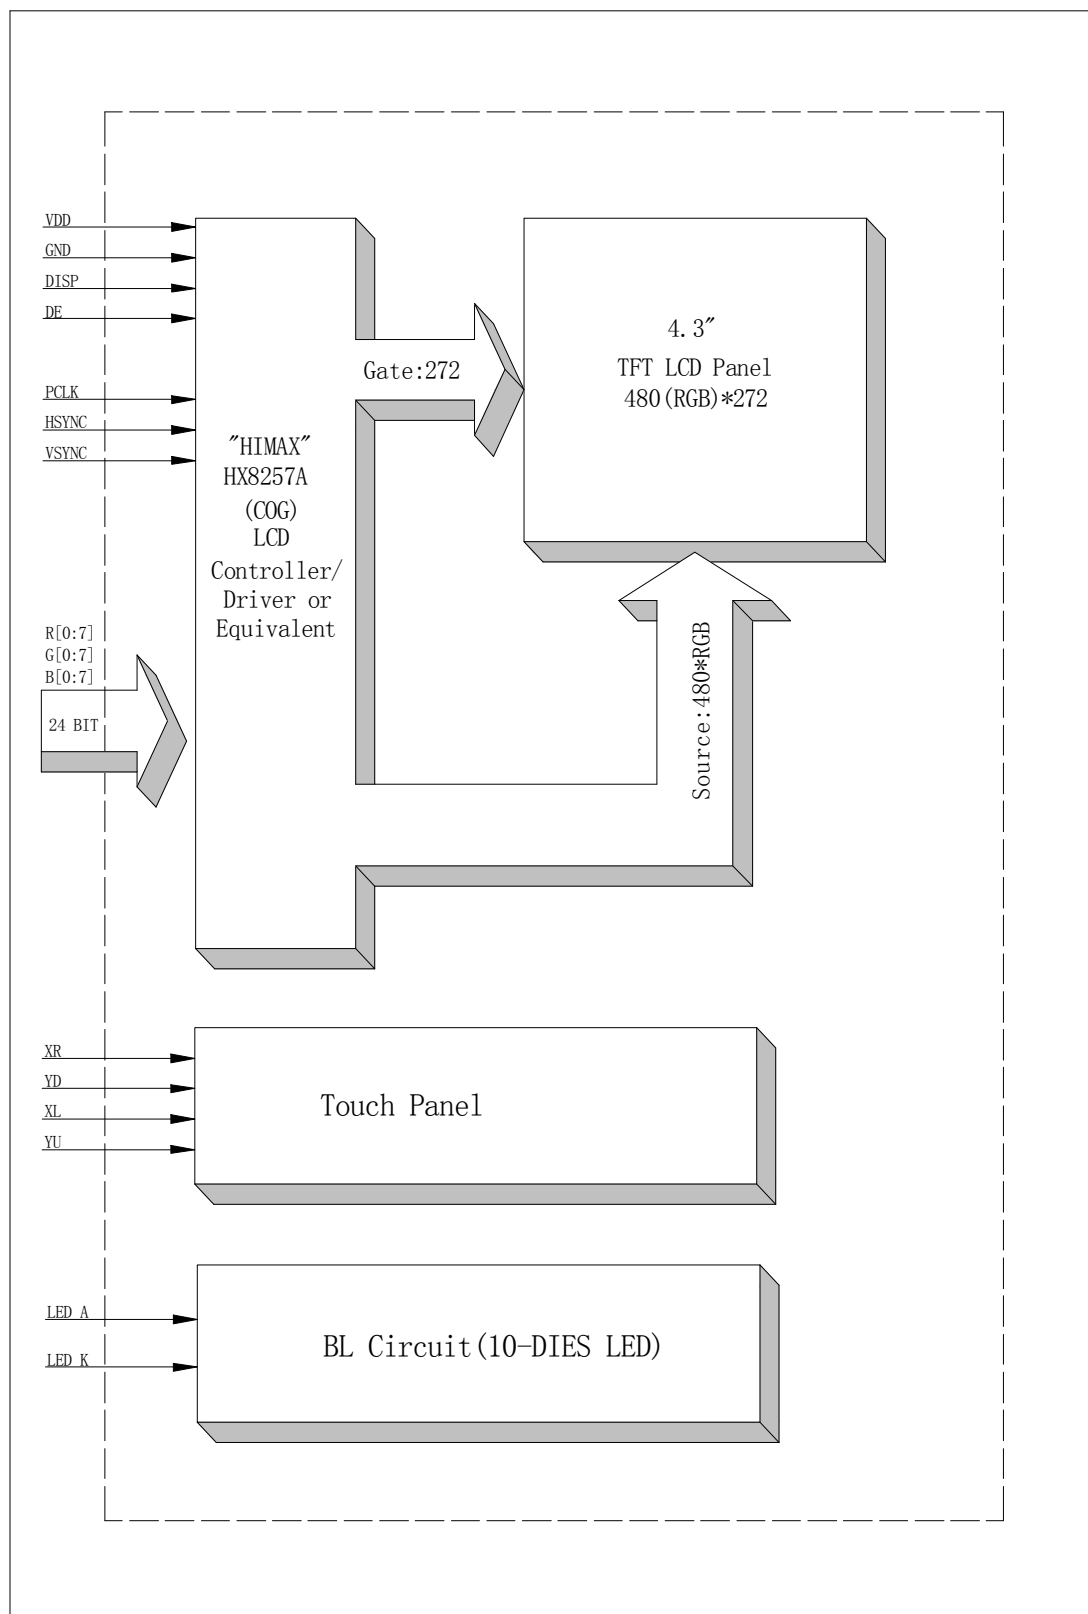 VDD
GND
DISP
DE
PCLK
HSYNC
VSYNC
R[0:7]
G[0:7]
B[0:7]
24 BIT
"HIMAX"
HX8257A
(COG)
LCD
Controller/
Driver or
Equivalent
Gate:272
4.3"
TFT LCD Panel
480(RGB)*272
Source:480*RGB
XR
YD
XL
YU
Touch Panel
LED A
LED K
BL Circuit(10-DIES LED)